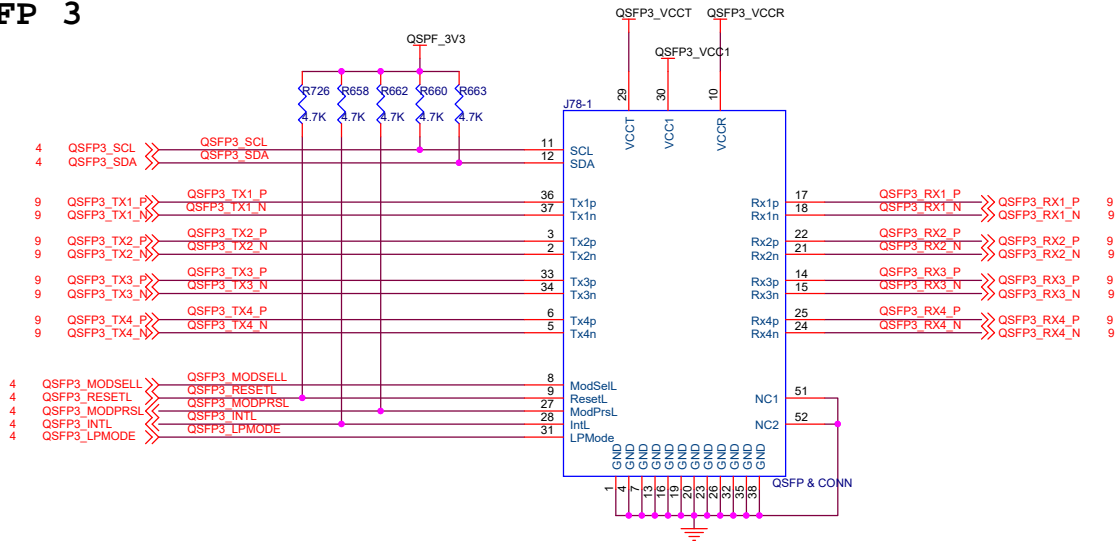 FP 3
QSFP3_VCCT QSFP3_VCCR
QSPF_3V3
QSFP3_VCC1
R726 R658 R662 R660 R663
4.7K 4.7K 4.7K 4.7K 4.7K
J78-1
29 30 10
VCCT VCC1 VCCR
4 QSFP3_SCL QSFP3_SCL 11 SCL
4 QSFP3_SDA QSFP3_SDA 12 SDA
9 QSFP3_TX1_P QSFP3_TX1_P 36 Tx1p Rx1p 17 QSFP3_RX1_P QSFP3_RX1_P 9
9 QSFP3_TX1_N QSFP3_TX1_N 37 Tx1n Rx1n 18 QSFP3_RX1_N QSFP3_RX1_N 9
9 QSFP3_TX2_P QSFP3_TX2_P 3 Tx2p Rx2p 22 QSFP3_RX2_P QSFP3_RX2_P 9
9 QSFP3_TX2_N QSFP3_TX2_N 2 Tx2n Rx2n 21 QSFP3_RX2_N QSFP3_RX2_N 9
9 QSFP3_TX3_P QSFP3_TX3_P 33 Tx3p Rx3p 14 QSFP3_RX3_P QSFP3_RX3_P 9
9 QSFP3_TX3_N QSFP3_TX3_N 34 Tx3n Rx3n 15 QSFP3_RX3_N QSFP3_RX3_N 9
9 QSFP3_TX4_P QSFP3_TX4_P 6 Tx4p Rx4p 25 QSFP3_RX4_P QSFP3_RX4_P 9
9 QSFP3_TX4_N QSFP3_TX4_N 5 Tx4n Rx4n 24 QSFP3_RX4_N QSFP3_RX4_N 9
4 QSFP3_MODSELL QSFP3_MODSELL 8 ModSelL
4 QSFP3_RESETL QSFP3_RESETL 9 ResetL NC1 51
4 QSFP3_MODPRSL QSFP3_MODPRSL 27 ModPrsL
4 QSFP3_INTL QSFP3_INTL 28 IntL NC2 52
4 QSFP3_LPMODE QSFP3_LPMODE 31 LPMode
GND GND GND GND GND GND GND GND GND GND GND GND
1 4 7 13 16 19 20 23 26 32 35 38
QSFP & CONN